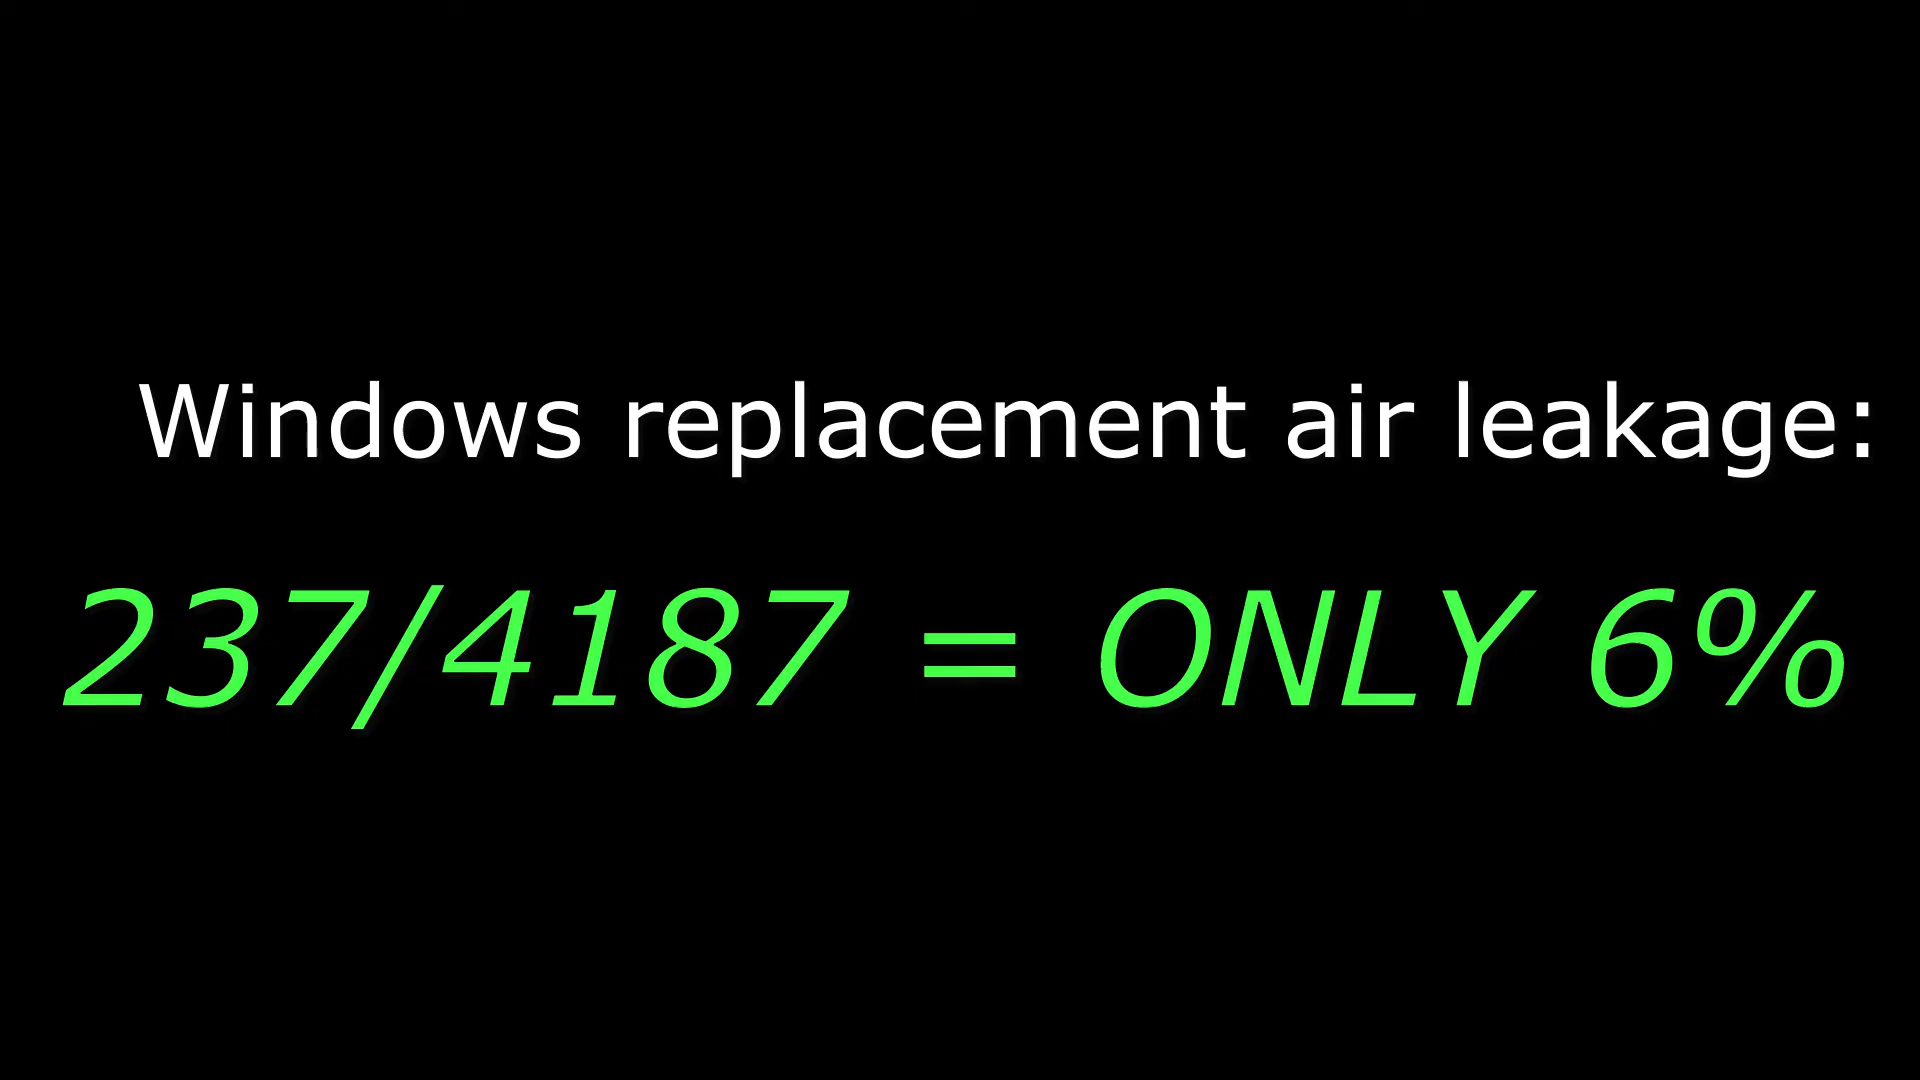 Windows replacement air leakage:
237/4187 = ONLY 6%